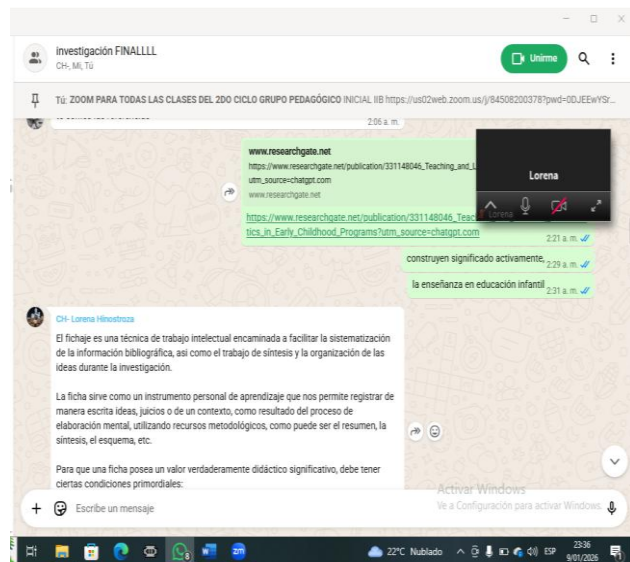 investigación FINALLLL
CH-, Mi, Tú
Unirme
Tú: ZOOM PARA TODAS LAS CLASES DEL 2DO CICLO GRUPO PEDAGÓGICO INICIAL IIB https://us02web.zoom.us/j/84508200378?pwd=0DJEEwYSr...
2:06 a. m.
www.researchgate.net
https://www.researchgate.net/publication/331148046_Teaching_and_L
utm_source=chatgpt.com
www.researchgate.net
https://www.researchgate.net/publication/331148046_Teac
tics_in_Early_Childhood_Programs?utm_source=chatgpt.com
2:21 a. m.
Lorena
Lorena
construyen significado activamente,
2:29 a. m.
la enseñanza en educación infantil
2:31 a. m.
CH- Lorena Hinostroza
El fichaje es una técnica de trabajo intelectual encaminada a facilitar la sistematización
de la información bibliográfica, asi como el trabajo de síntesis y la organización de las
ideas durante la investigación.
La ficha sirve como un instrumento personal de aprendizaje que nos permite registrar de
manera escrita ideas, juicios o de un contexto, como resultado del proceso de
elaboración mental, utilizando recursos metodológicos, como puede ser el resumen, la
síntesis, el esquema, etc.
Para que una ficha posea un valor verdaderamente didáctico significativo, debe tener
ciertas condiciones primordiales:
Activar Windows
Ve a Configuración para activar Windows.
Escribe un mensaje
8
zm
22°C Nublado
ESP
23:36
9/01/2026
1